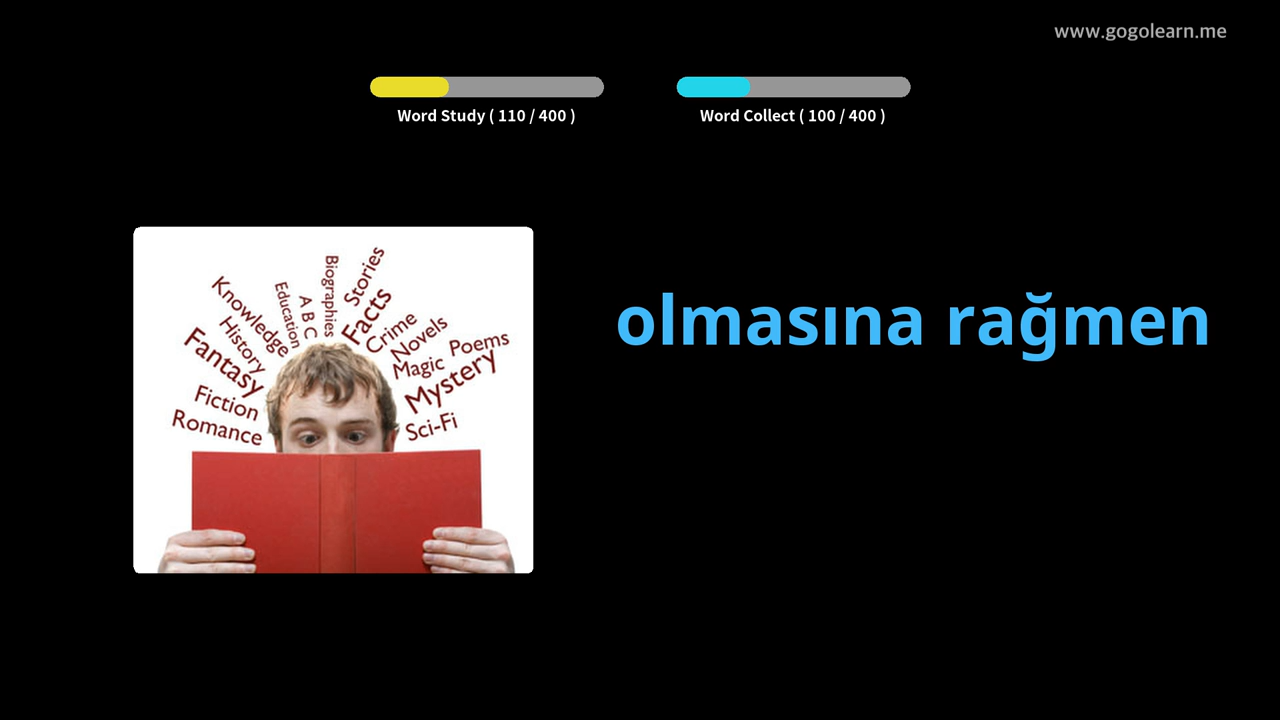 www.gogolearn.me
Word Study ( 110 / 400 )
Word Collect ( 100 / 400 )
olmasına rağmen
Biographies
Stories
Knowledge
Education
A B C
Facts
History
Crime
Novels
Fantasy
Magic
Poems
Fiction
Mystery
Romance
Sci-Fi